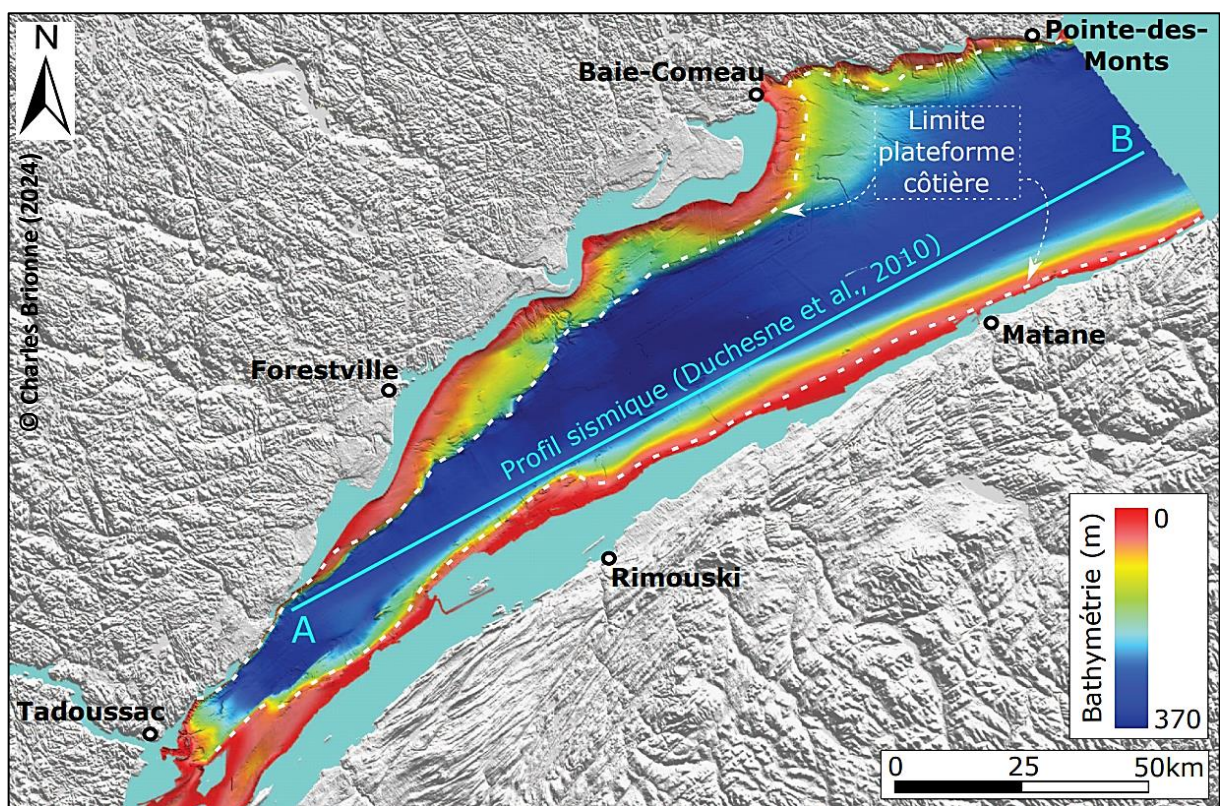 N
© Charles Brionne (2024)
Pointe-des-
Monts
Baie-Comeau
Limite
plateforme
côtière
B
Profil sismique (Duchesne et al., 2010)
Matane
Forestville
Rimouski
A
Tadoussac
Bathymétrie (m)
0
370
0 25 50km